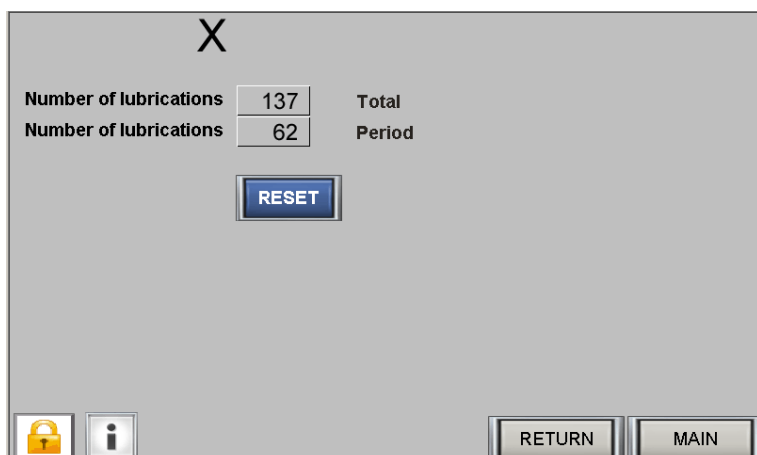 X
Number of lubrications 137 Total
Number of lubrications 62 Period
RESET
i
RETURN MAIN